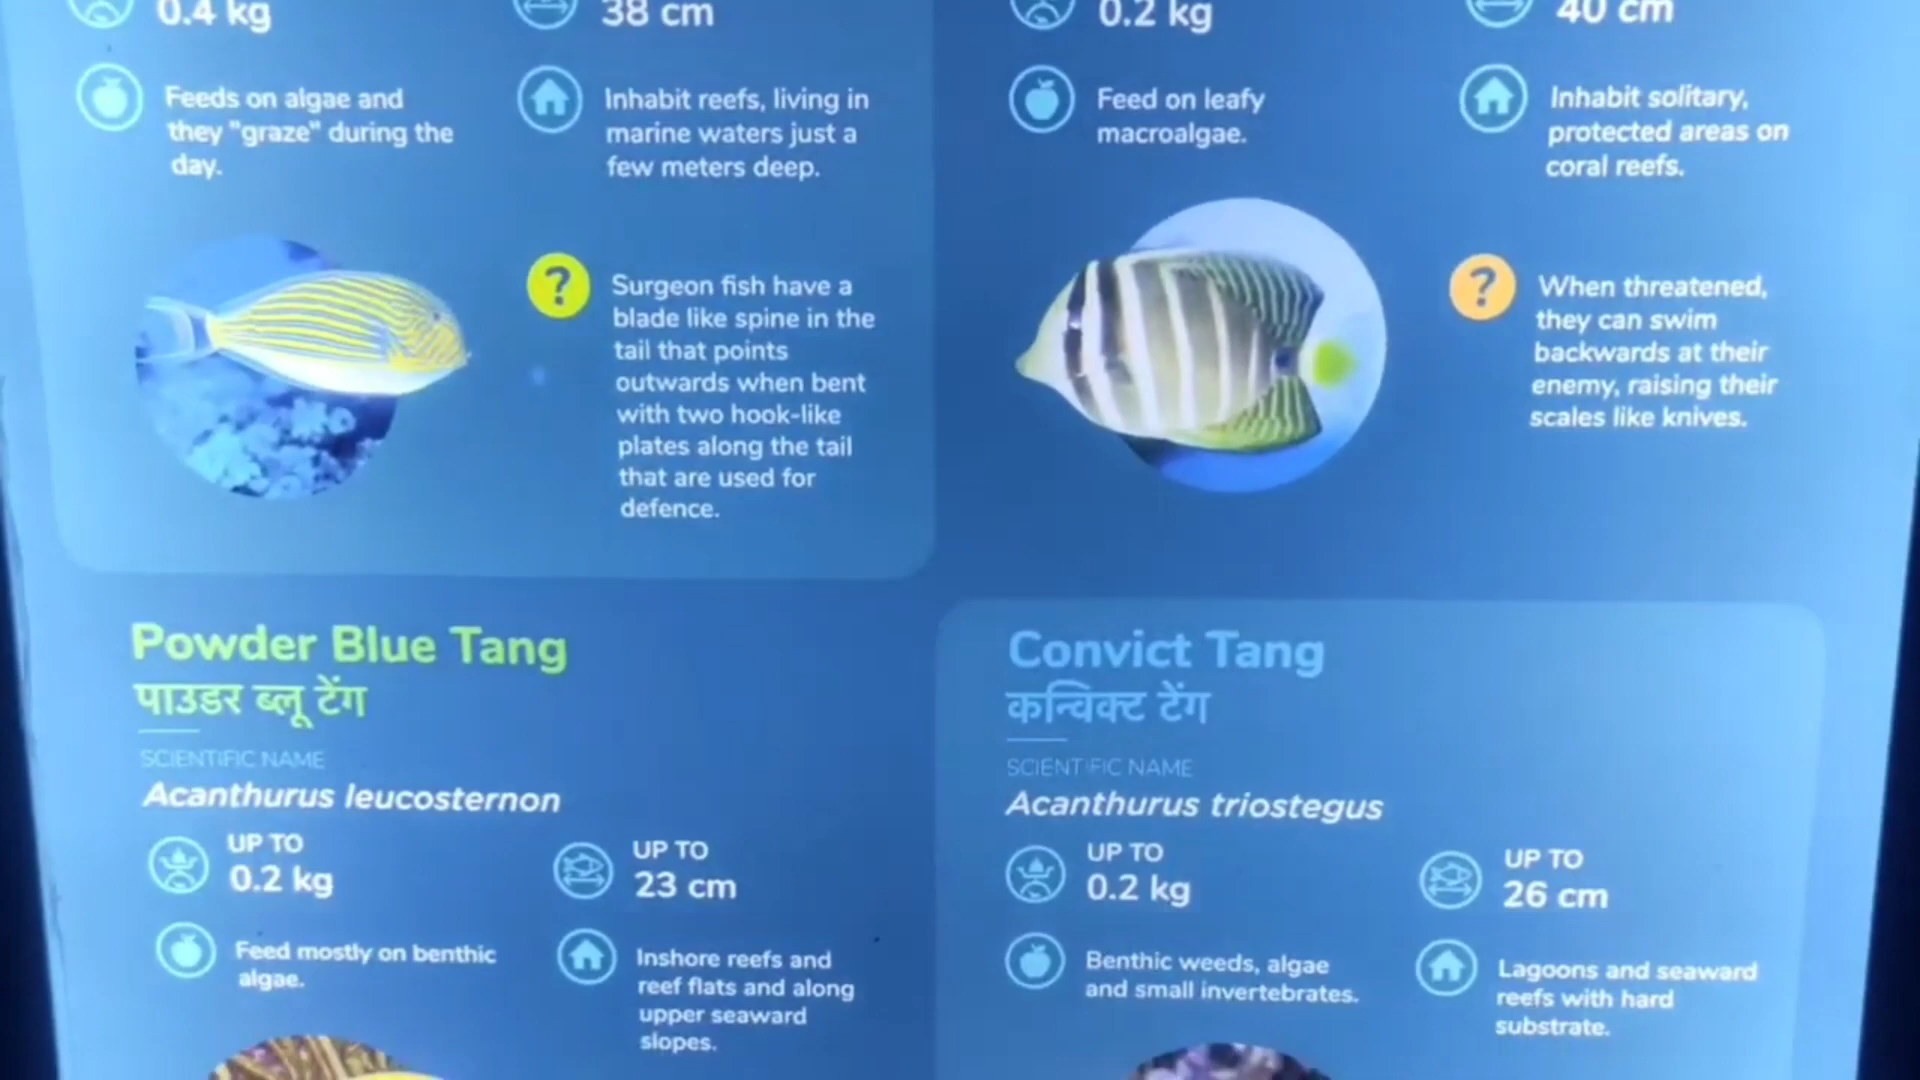 0.4 kg
38 cm
Feeds on algae and
they "graze" during the
day.
Inhabit reefs, living in
marine waters just a
few meters deep.
?
Surgeon fish have a
blade like spine in the
tail that points
outwards when bent
with two hook-like
plates along the tail
that are used for
defence.
0.2 kg
40 cm
Feed on leafy
macroalgae.
Inhabit solitary,
protected areas on
coral reefs.
?
When threatened,
they can swim
backwards at their
enemy, raising their
scales like knives.
Powder Blue Tang
पाउडर ब्लू टेंग
SCIENTIFIC NAME
Acanthurus leucosternon
UP TO
0.2 kg
UP TO
23 cm
Feed mostly on benthic
algae.
Inshore reefs and
reef flats and along
upper seaward
slopes.
Convict Tang
कन्विक्ट टेंग
SCIENTIFIC NAME
Acanthurus triostegus
UP TO
0.2 kg
UP TO
26 cm
Benthic weeds, algae
and small invertebrates.
Lagoons and seaward
reefs with hard
substrate.